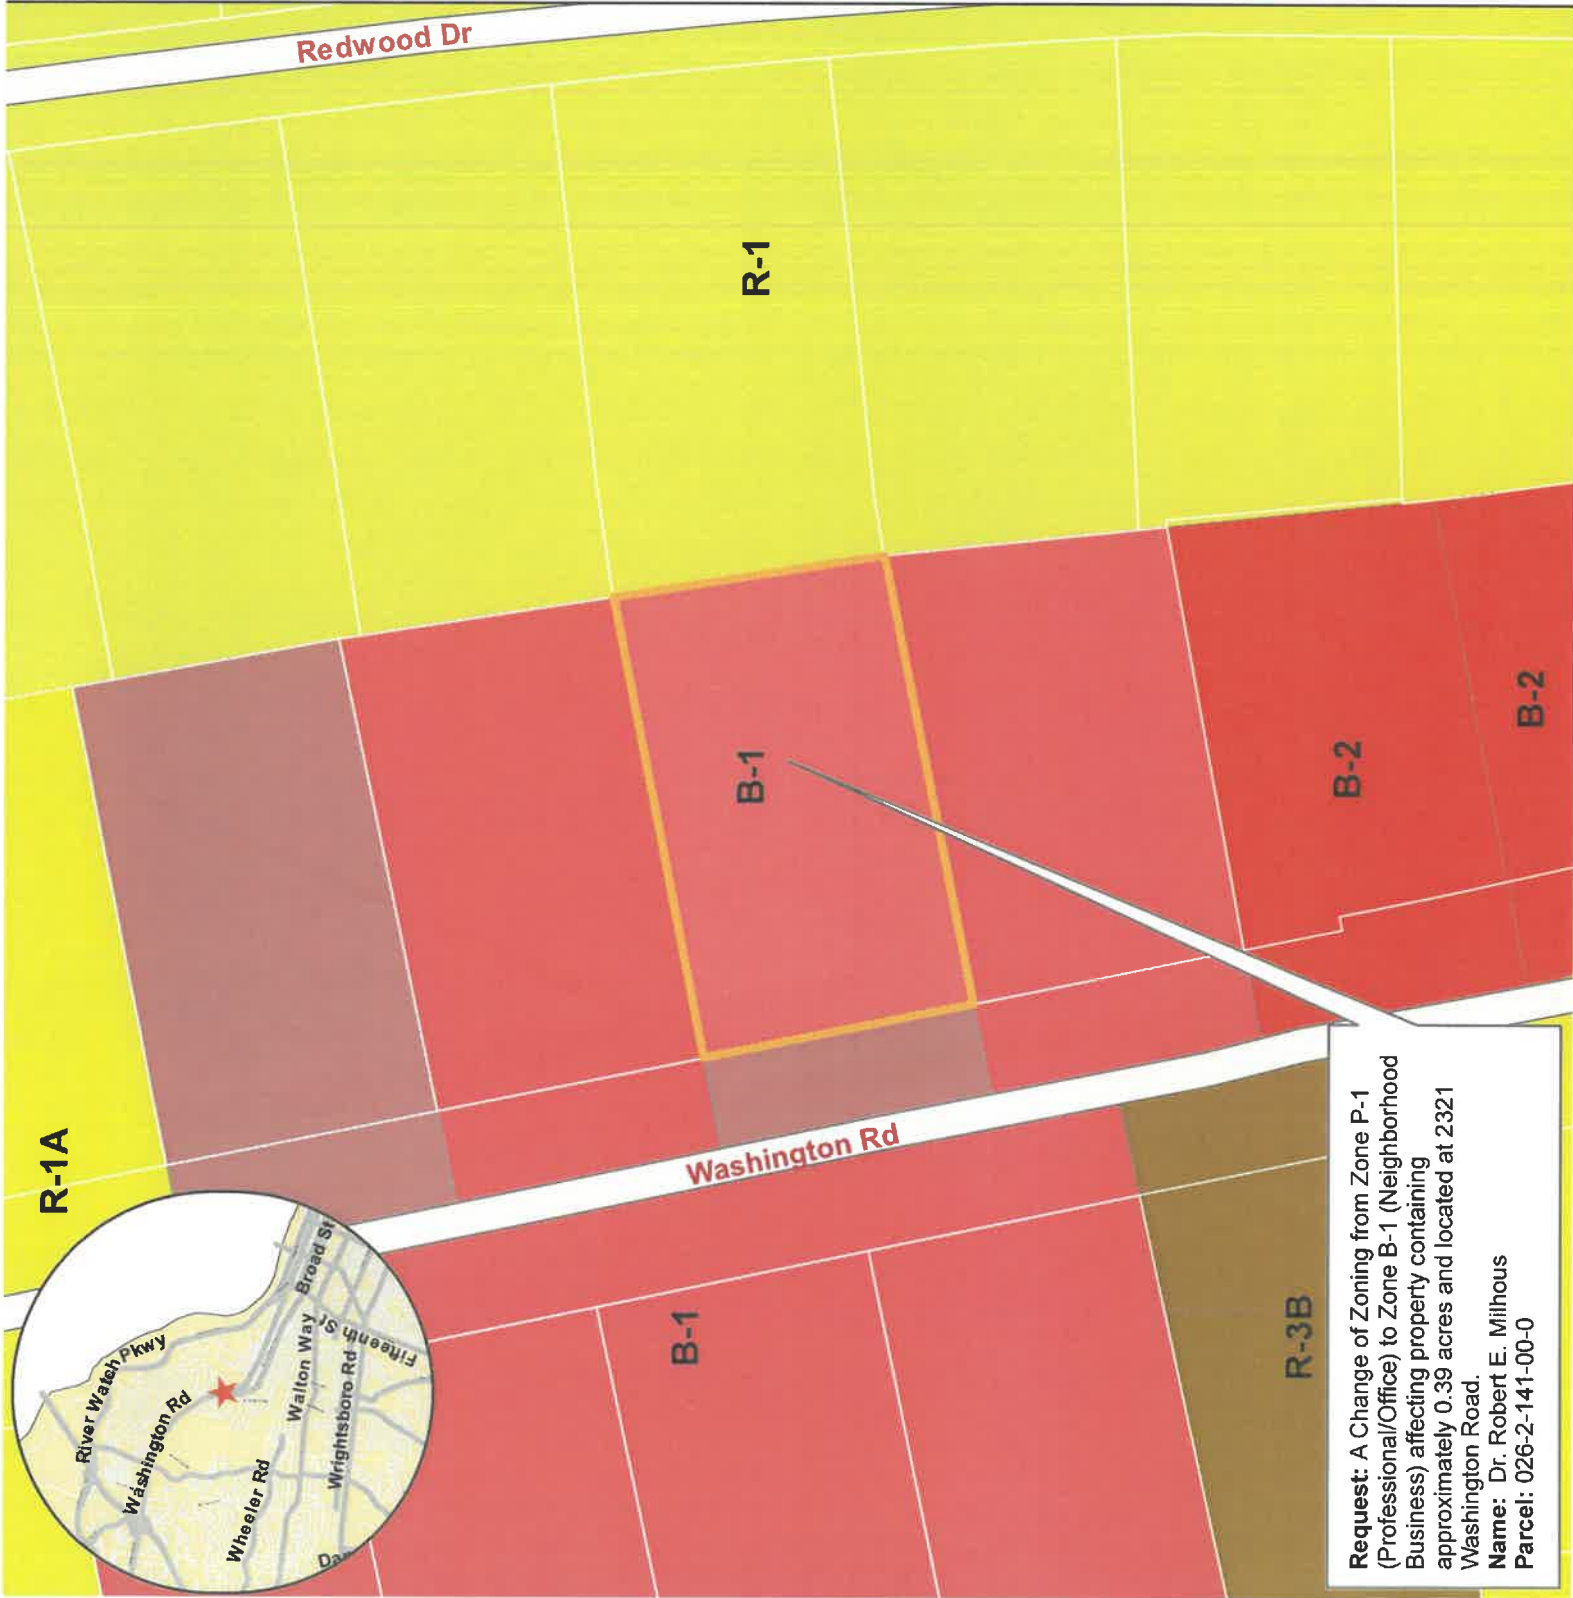 Redwood Dr
R-1
R-1A
B-1
B-2
B-2
Washington Rd
B-1
R-3B
River Watch Pkwy
Washington Rd
Broad St
Fifteenth St
Walton Way
Wrightsboro Rd
Wheeler Rd
Request: A Change of Zoning from Zone P-1
(Professional/Office) to Zone B-1 (Neighborhood
Business) affecting property containing
approximately 0.39 acres and located at 2321
Washington Road.
Name: Dr. Robert E. Milhous
Parcel: 026-2-141-00-0